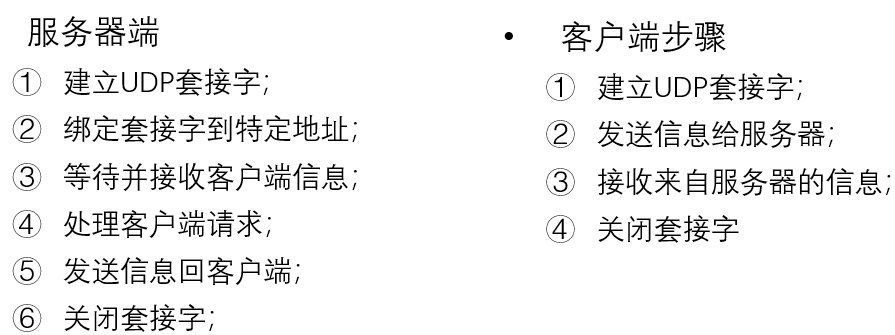 服务器端
① 建立UDP套接字；
② 绑定套接字到特定地址；
③ 等待并接收客户端信息；
④ 处理客户端请求；
⑤ 发送信息回客户端；
⑥ 关闭套接字；
• 客户端步骤
① 建立UDP套接字；
② 发送信息给服务器；
③ 接收来自服务器的信息；
④ 关闭套接字